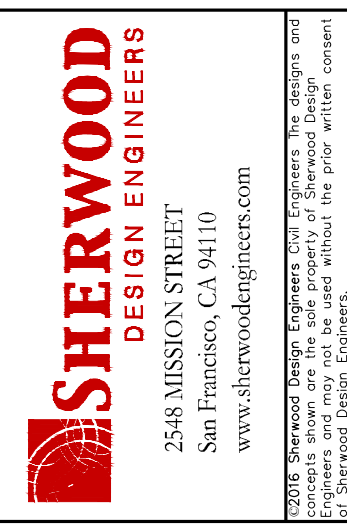 SHERWOOD
DESIGN ENGINEERS
2548 MISSION STREET
San Francisco, CA 94110
www.sherwoodengineers.com
©2016 Sherwood Design Engineers Civil Engineers The designs and
concepts shown are the sole property of Sherwood Design
Engineers and may not be used without the prior written consent
of Sherwood Design Engineers.